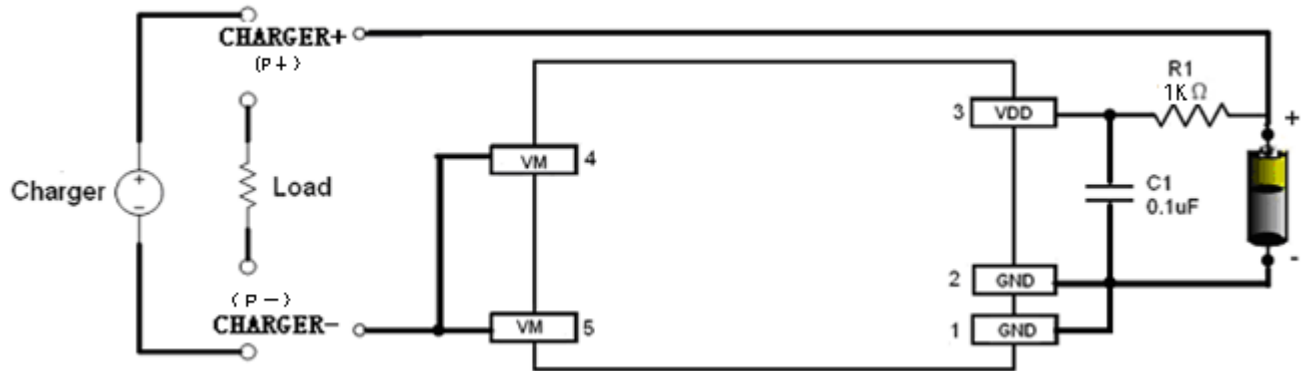 CHARGER+
(P+)
R1
1KΩ
3 VDD
+
VM 4
Charger
+
-
Load
C1
0.1uF
2 GND
-
(P-)
CHARGER-
VM 5
1 GND